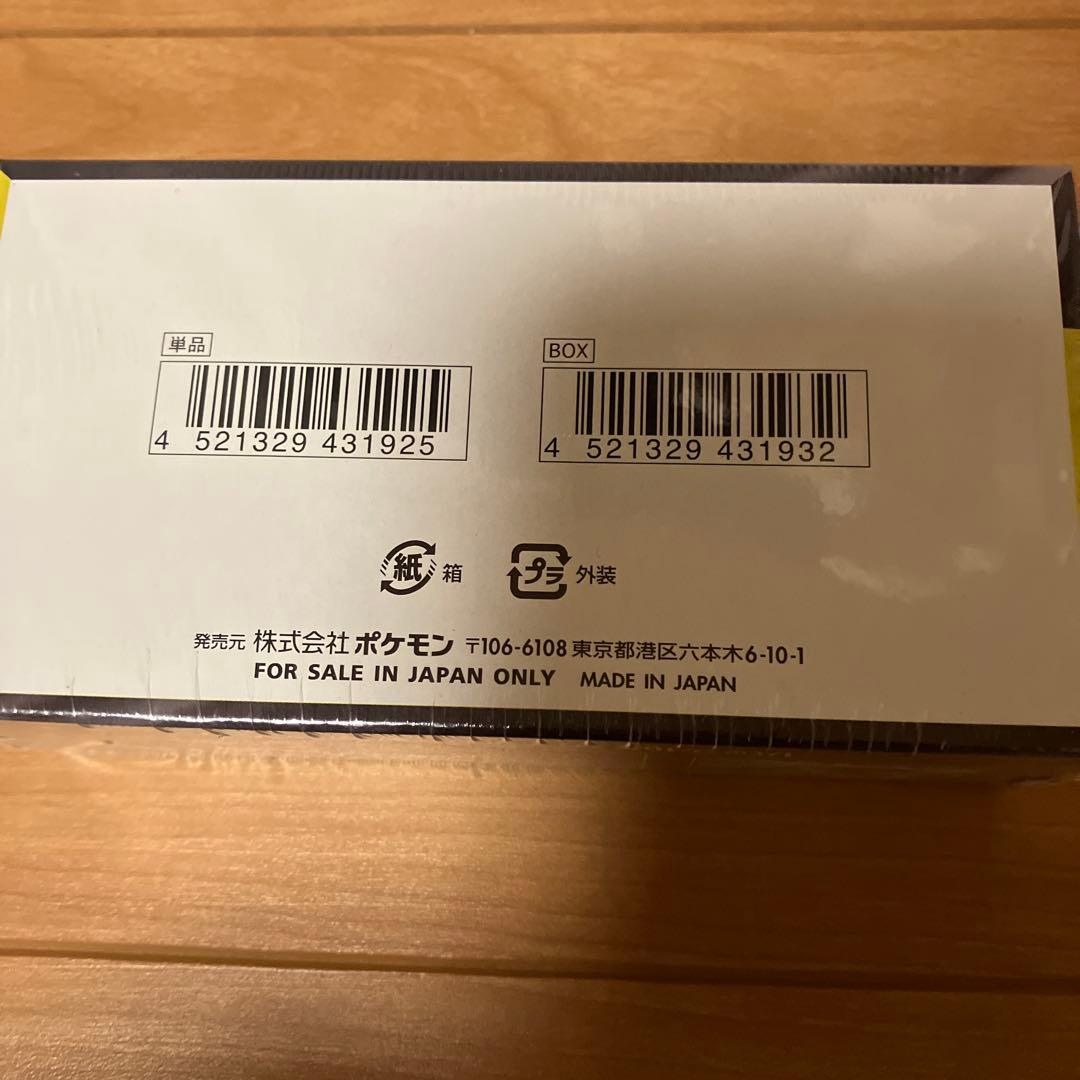 単品
BOX
4 521329 431925
4 521329 431932
紙 箱
プラ 外装
発売元 株式会社 ポケモン 〒106-6108 東京都港区六本木6-10-1
FOR SALE IN JAPAN ONLY MADE IN JAPAN